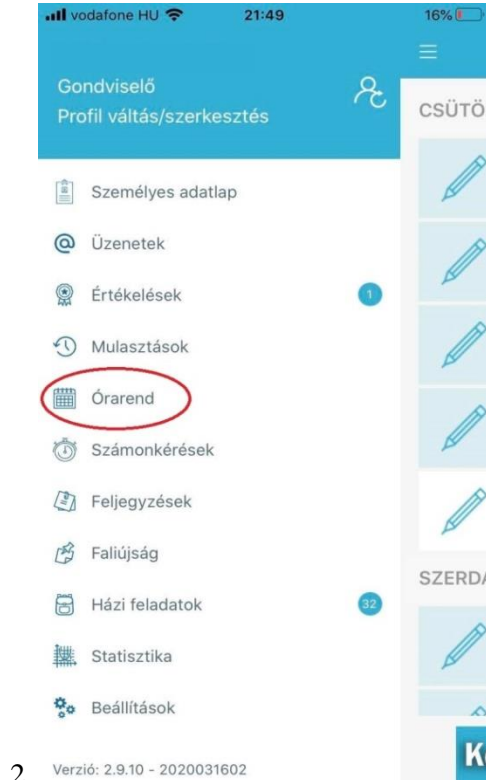 vodafone HU 21:49 16%
Gondviselő
Profil váltás/szerkesztés
CSÜTÖ
Személyes adatlap
Üzenetek
Értékelések 1
Mulasztások
Órarend
Számonkérések
Feljegyzések
Faliújság
SZERDA
Házi feladatok 32
Statisztika
Beállítások
2 Verzió: 2.9.10 - 2020031602